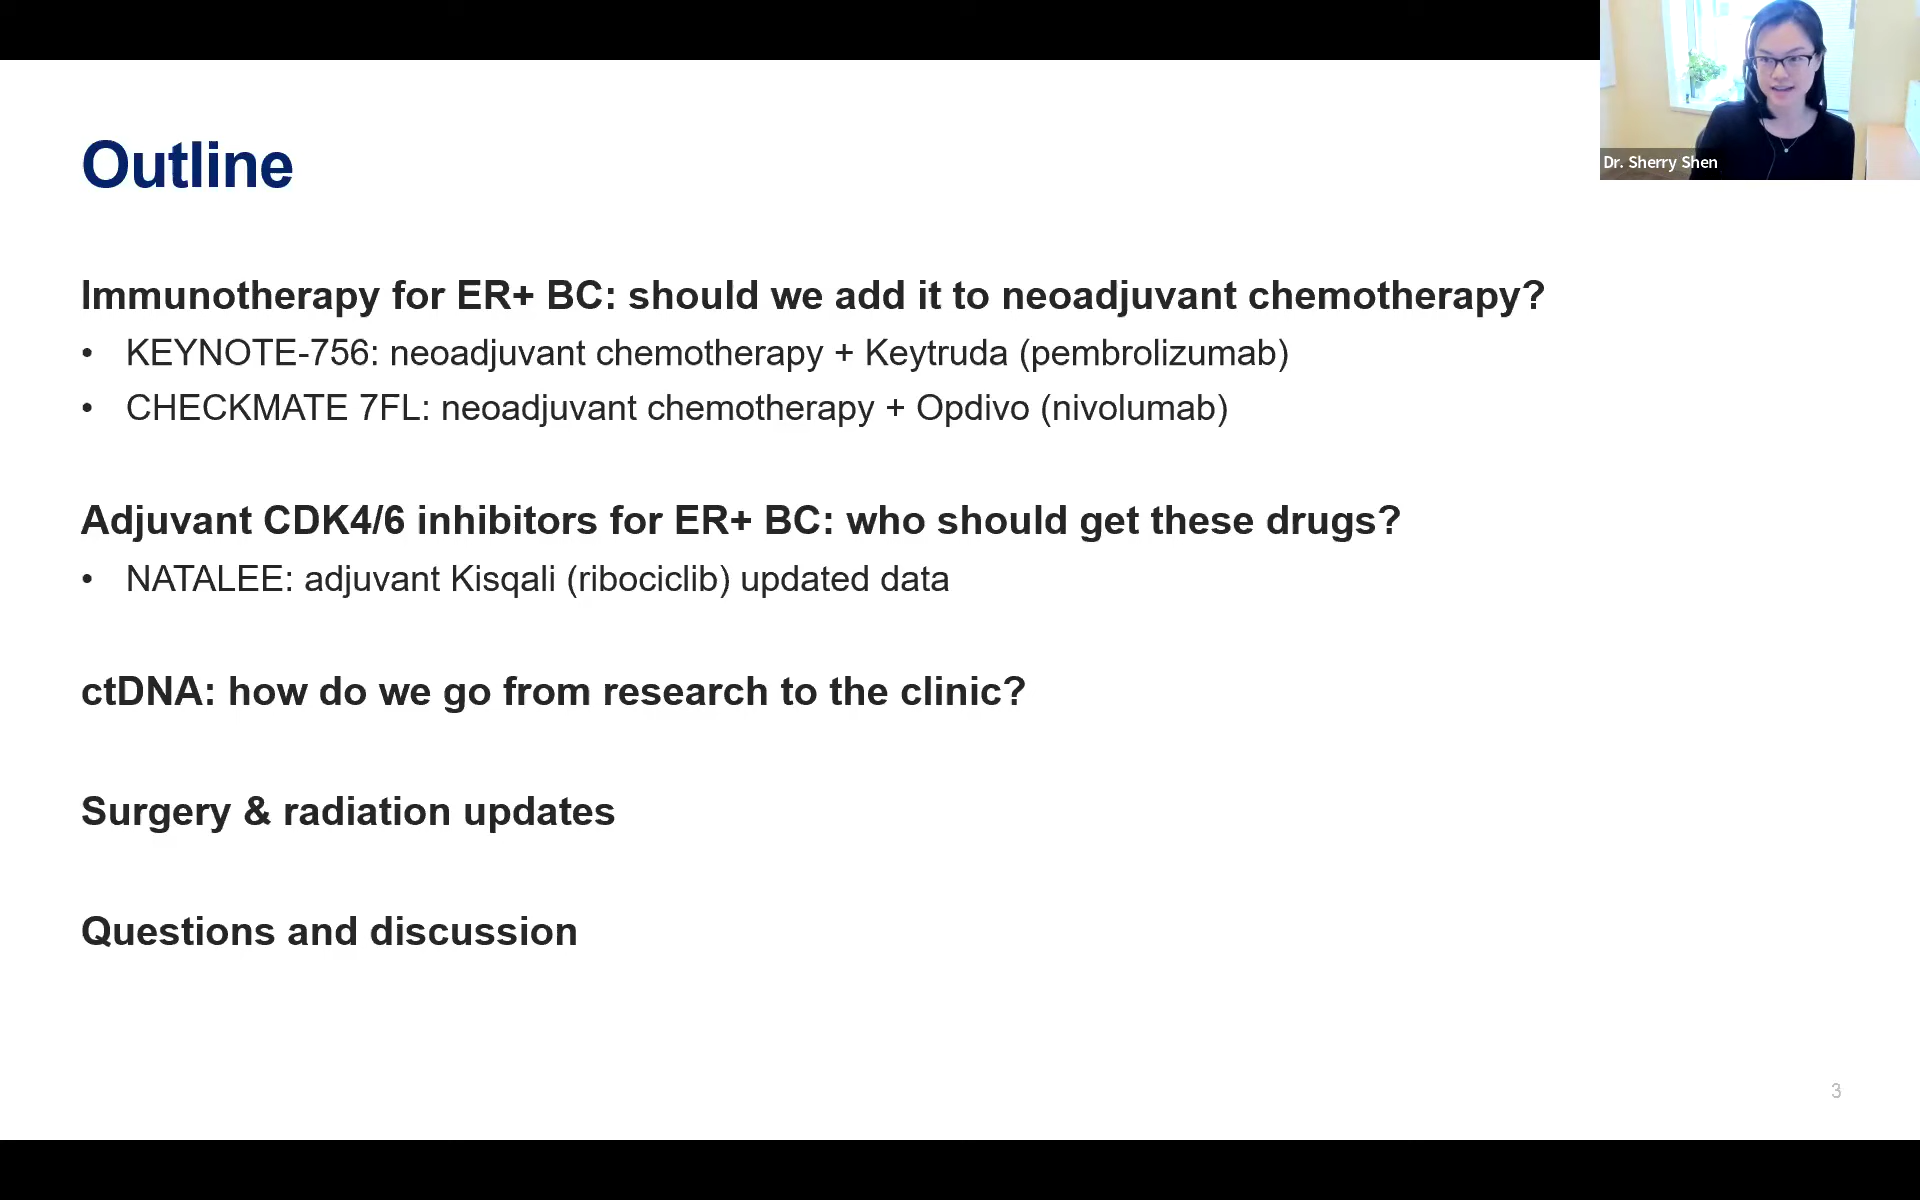 Outline
Dr. Sherry Shen
Immunotherapy for ER+ BC: should we add it to neoadjuvant chemotherapy?
• KEYNOTE-756: neoadjuvant chemotherapy + Keytruda (pembrolizumab)
• CHECKMATE 7FL: neoadjuvant chemotherapy + Opdivo (nivolumab)
Adjuvant CDK4/6 inhibitors for ER+ BC: who should get these drugs?
• NATALEE: adjuvant Kisqali (ribociclib) updated data
ctDNA: how do we go from research to the clinic?
Surgery & radiation updates
Questions and discussion
3